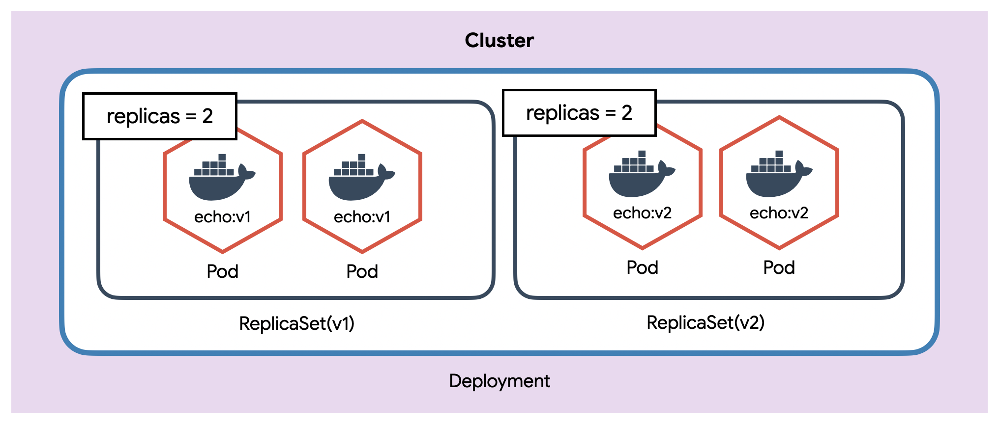 Cluster
replicas = 2
echo:v1
echo:v1
Pod
Pod
ReplicaSet(v1)
replicas = 2
echo:v2
echo:v2
Pod
Pod
ReplicaSet(v2)
Deployment